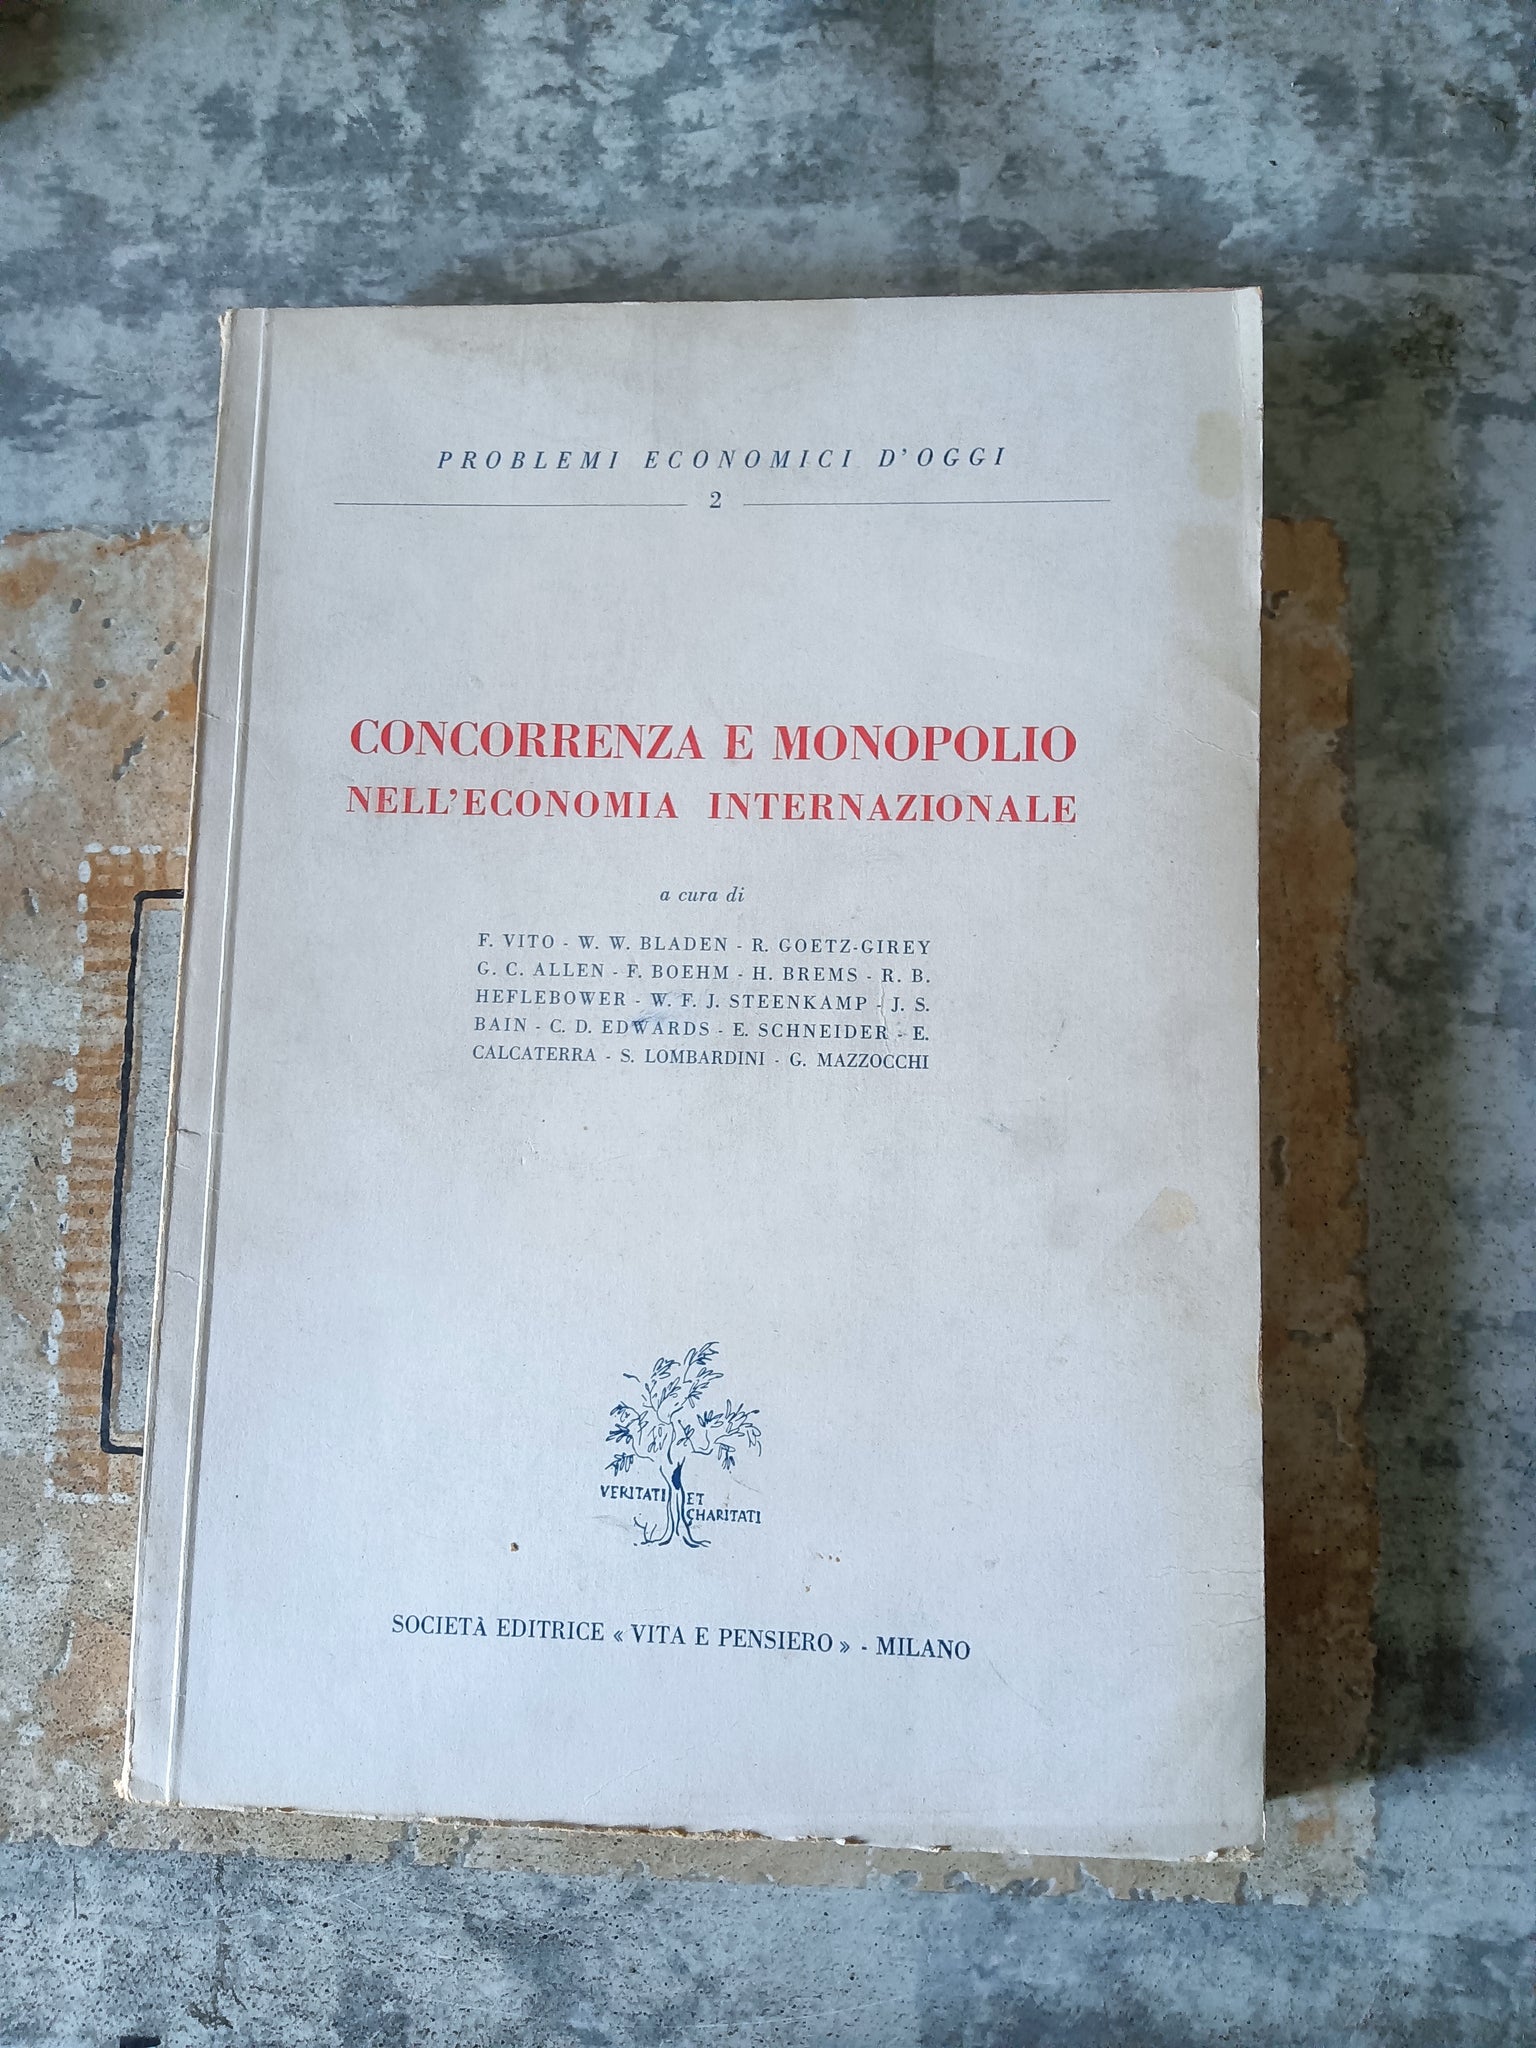 PROBLEMI ECONOMICI D'OGGI
2
CONCORRENZA E MONOPOLIO
NELL'ECONOMIA INTERNAZIONALE
a cura di
F. VITO - W. W. BLADEN - R. GOETZ-GIREY
G. C. ALLEN - F. BOEHM - H. BREMS - R. B.
HEFLEBOWER - W. F. J. STEENKAMP - J. S.
BAIN - C. D. EDWARDS - E. SCHNEIDER - E.
CALCATERRA - S. LOMBARDINI - G. MAZZOCCHI
VERITATI ET
CHARITATI
SOCIETÀ EDITRICE « VITA E PENSIERO » - MILANO